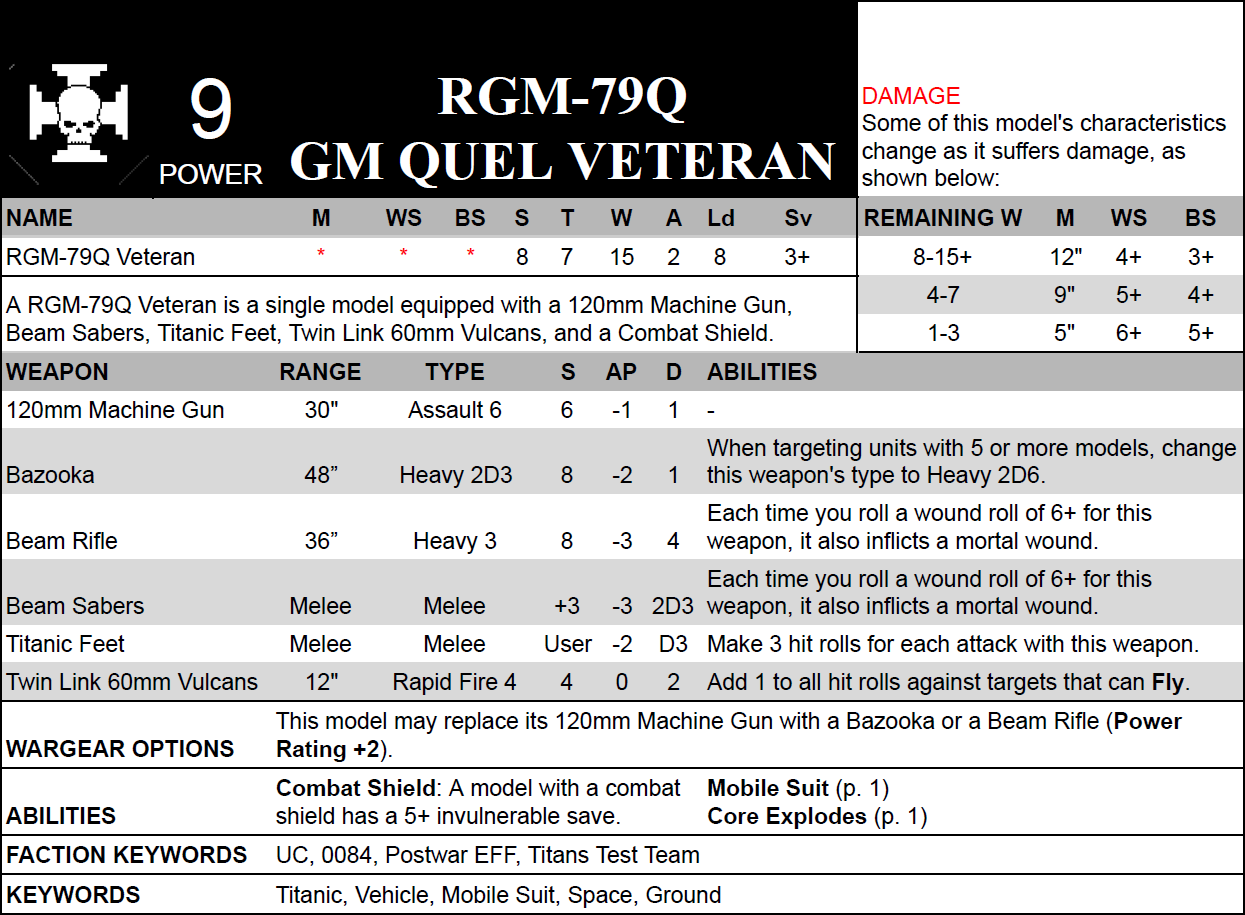 9
POWER
RGM-79Q
GM QUEL VETERAN
DAMAGE
Some of this model's characteristics
change as it suffers damage, as
shown below:
NAME M WS BS S T W A Ld Sv
RGM-79Q Veteran * * * 8 7 15 2 8 3+
A RGM-79Q Veteran is a single model equipped with a 120mm Machine Gun,
Beam Sabers, Titanic Feet, Twin Link 60mm Vulcans, and a Combat Shield.
REMAINING W M WS BS
8-15+ 12" 4+ 3+
4-7 9" 5+ 4+
1-3 5" 6+ 5+
WEAPON RANGE TYPE S AP D ABILITIES
120mm Machine Gun 30" Assault 6 6 -1 1 -
When targeting units with 5 or more models, change
Bazooka 48” Heavy 2D3 8 -2 1 this weapon's type to Heavy 2D6.
Each time you roll a wound roll of 6+ for this
Beam Rifle 36” Heavy 3 8 -3 4 weapon, it also inflicts a mortal wound.
Each time you roll a wound roll of 6+ for this
Beam Sabers Melee Melee +3 -3 2D3 weapon, it also inflicts a mortal wound.
Titanic Feet Melee Melee User -2 D3 Make 3 hit rolls for each attack with this weapon.
Twin Link 60mm Vulcans 12" Rapid Fire 4 4 0 2 Add 1 to all hit rolls against targets that can Fly.
This model may replace its 120mm Machine Gun with a Bazooka or a Beam Rifle (Power
WARGEAR OPTIONS Rating +2).
Combat Shield: A model with a combat Mobile Suit (p. 1)
ABILITIES shield has a 5+ invulnerable save. Core Explodes (p. 1)
FACTION KEYWORDS UC, 0084, Postwar EFF, Titans Test Team
KEYWORDS Titanic, Vehicle, Mobile Suit, Space, Ground